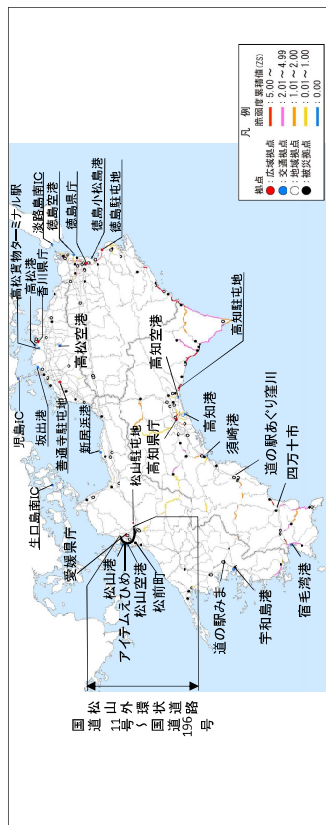 高松貨物ターミナル駅
高松港
香川県庁
淡路島南IC
徳島空港
徳島県庁
徳島小松島港
徳島駐屯地
児島IC
坂出港
善通寺駐屯地
高松空港
新居浜港
生口島南IC
愛媛県庁
松山港
アイテムえひめ
松山空港
松前町
松山駐屯地
高知県庁
高知空港
高知駐屯地
高知港
須崎港
道の駅あぐり窪川
四万十市
道の駅みま
宇和島港
宿毛湾港
松山外環状道路
国道11号～国道196号
凡 例
拠点
脆弱度累積値(ZS)
：広域拠点
：交通拠点
：地域拠点
：被災拠点
：5.00～
：2.01～4.99
：1.01～2.00
：0.01～1.00
：0.00